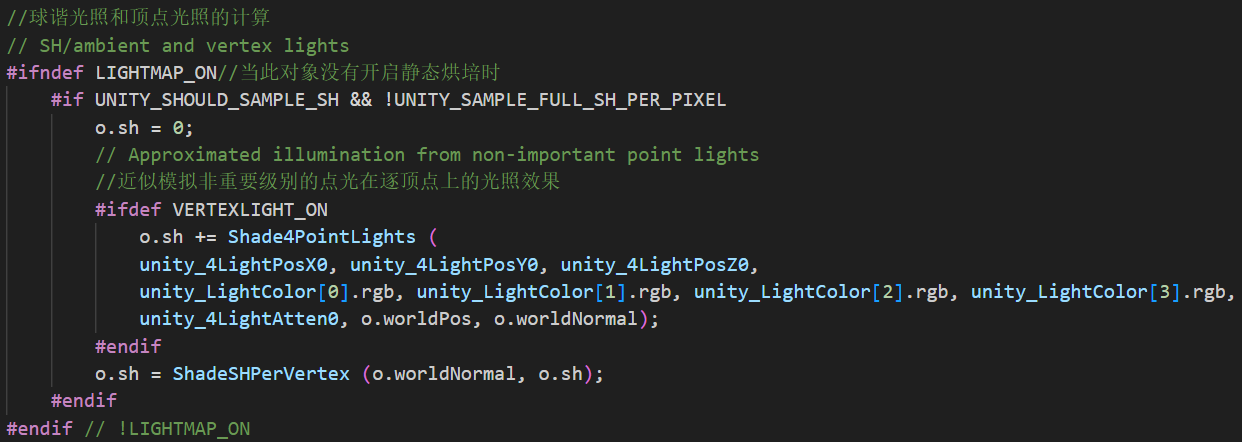 //球谐光照和顶点光照的计算
// SH/ambient and vertex lights
#ifndef LIGHTMAP_ON//当此对象没有开启静态烘培时
#if UNITY_SHOULD_SAMPLE_SH && !UNITY_SAMPLE_FULL_SH_PER_PIXEL
o.sh = 0;
// Approximated illumination from non-important point lights
//近似模拟非重要级别的点光在逐顶点上的光照效果
#ifdef VERTEXLIGHT_ON
o.sh += Shade4PointLights (
unity_4LightPosX0, unity_4LightPosY0, unity_4LightPosZ0,
unity_LightColor[0].rgb, unity_LightColor[1].rgb, unity_LightColor[2].rgb, unity_LightColor[3].rgb,
unity_4LightAtten0, o.worldPos, o.worldNormal);
#endif
o.sh = ShadeSHPerVertex (o.worldNormal, o.sh);
#endif
#endif // !LIGHTMAP_ON